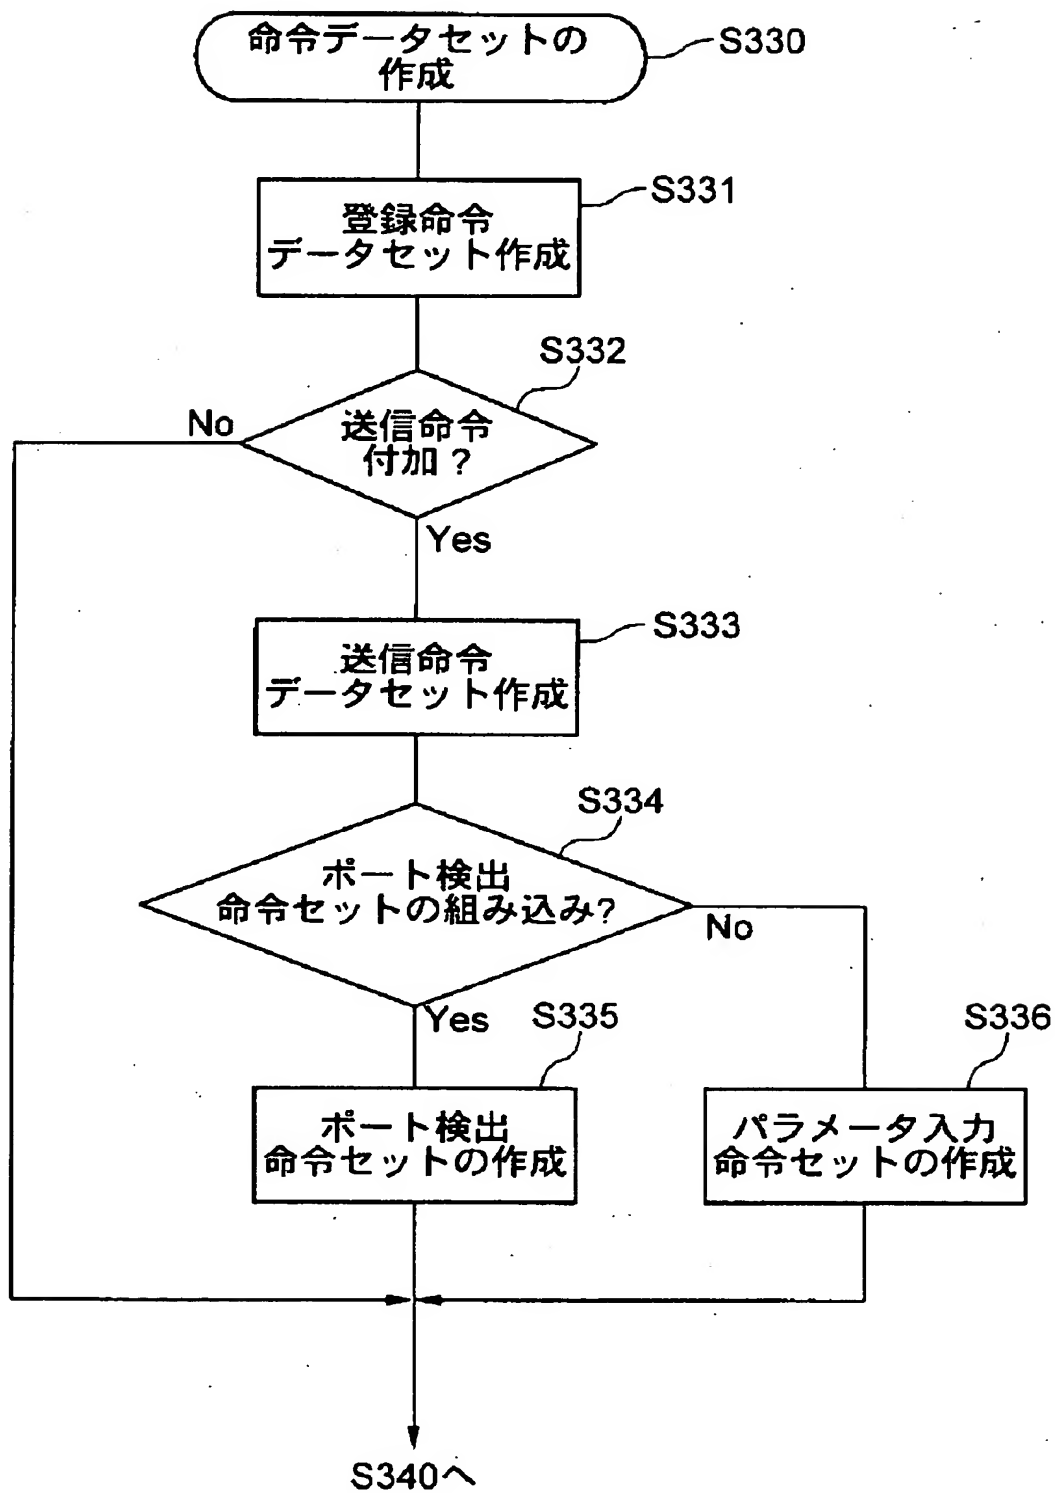 命令データセットの
作成
S330
S331
登録命令
データセット作成
S332
No
送信命令
付加？
Yes
S333
送信命令
データセット作成
S334
ポート検出
命令セットの組み込み?
No
Yes
S335
S336
ポート検出
命令セットの作成
パラメータ入力
命令セットの作成
S340へ